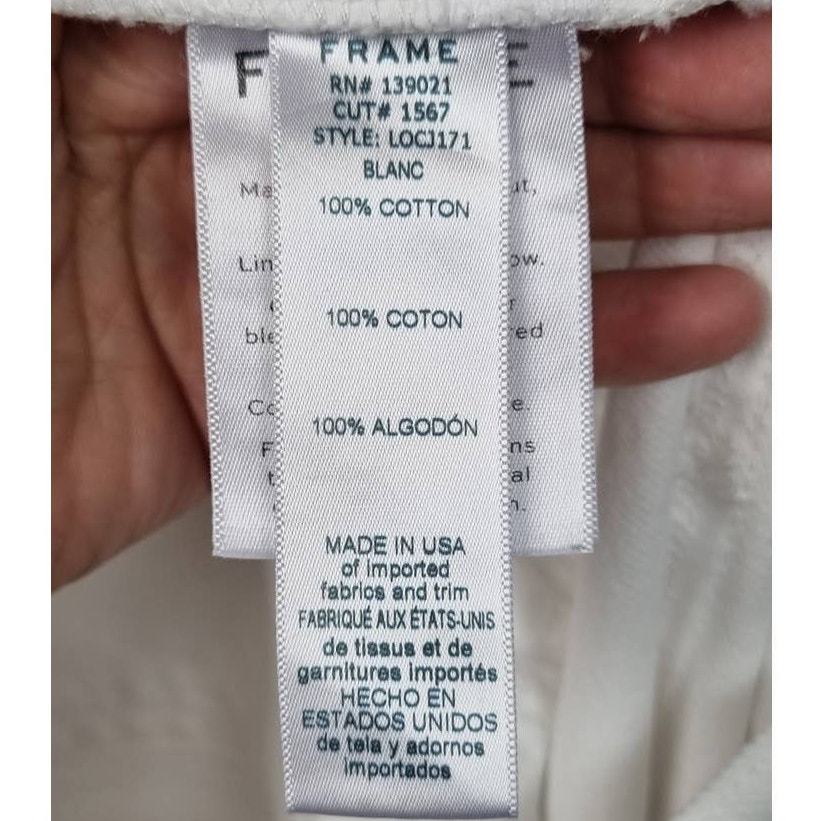 FRAME
RN# 139021
CUT# 1567
STYLE: LOCJ171
BLANC
100% COTTON
100% COTON
100% ALGODÓN
MADE IN USA
of imported
fabrics and trim
FABRIQUÉ AUX ÉTATS-UNIS
de tissus et de
garnitures importés
HECHO EN
ESTADOS UNIDOS
de tela y adornos
importados